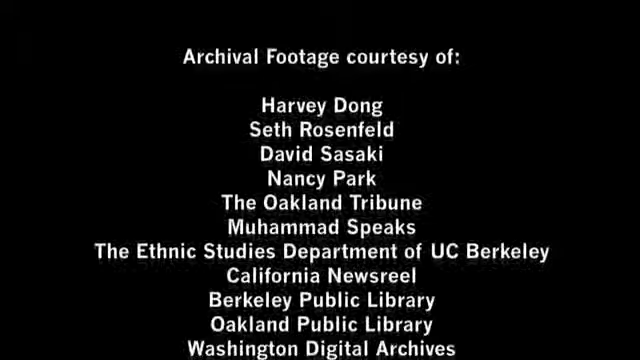 Archival Footage courtesy of:
Harvey Dong
Seth Rosenfeld
David Sasaki
Nancy Park
The Oakland Tribune
Muhammad Speaks
The Ethnic Studies Department of UC Berkeley
California Newsreel
Berkeley Public Library
Oakland Public Library
Washington Digital Archives